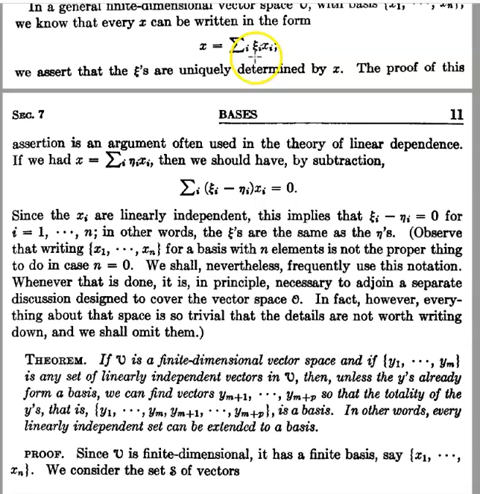 In a general finite-dimensional vector space 𝒱, with basis {x₁, ···, xₙ},
we know that every x can be written in the form
x = ∑ᵢ ξᵢxᵢ;
we assert that the ξ's are uniquely determined by x. The proof of this
SEC. 7 BASES 11
assertion is an argument often used in the theory of linear dependence.
If we had x = ∑ᵢ ηᵢxᵢ, then we should have, by subtraction,
∑ᵢ (ξᵢ − ηᵢ)xᵢ = 0.
Since the xᵢ are linearly independent, this implies that ξᵢ − ηᵢ = 0 for
i = 1, ···, n; in other words, the ξ's are the same as the η's. (Observe
that writing {x₁, ···, xₙ} for a basis with n elements is not the proper thing
to do in case n = 0. We shall, nevertheless, frequently use this notation.
Whenever that is done, it is, in principle, necessary to adjoin a separate
discussion designed to cover the vector space 𝒪. In fact, however, every-
thing about that space is so trivial that the details are not worth writing
down, and we shall omit them.)
THEOREM. If 𝒱 is a finite-dimensional vector space and if {y₁, ···, yₘ}
is any set of linearly independent vectors in 𝒱, then, unless the y's already
form a basis, we can find vectors yₘ₊₁, ···, yₘ₊ₚ so that the totality of the
y's, that is, {y₁, ···, yₘ, yₘ₊₁, ···, yₘ₊ₚ}, is a basis. In other words, every
linearly independent set can be extended to a basis.
PROOF. Since 𝒱 is finite-dimensional, it has a finite basis, say {x₁, ···,
xₙ}. We consider the set 𝒮 of vectors